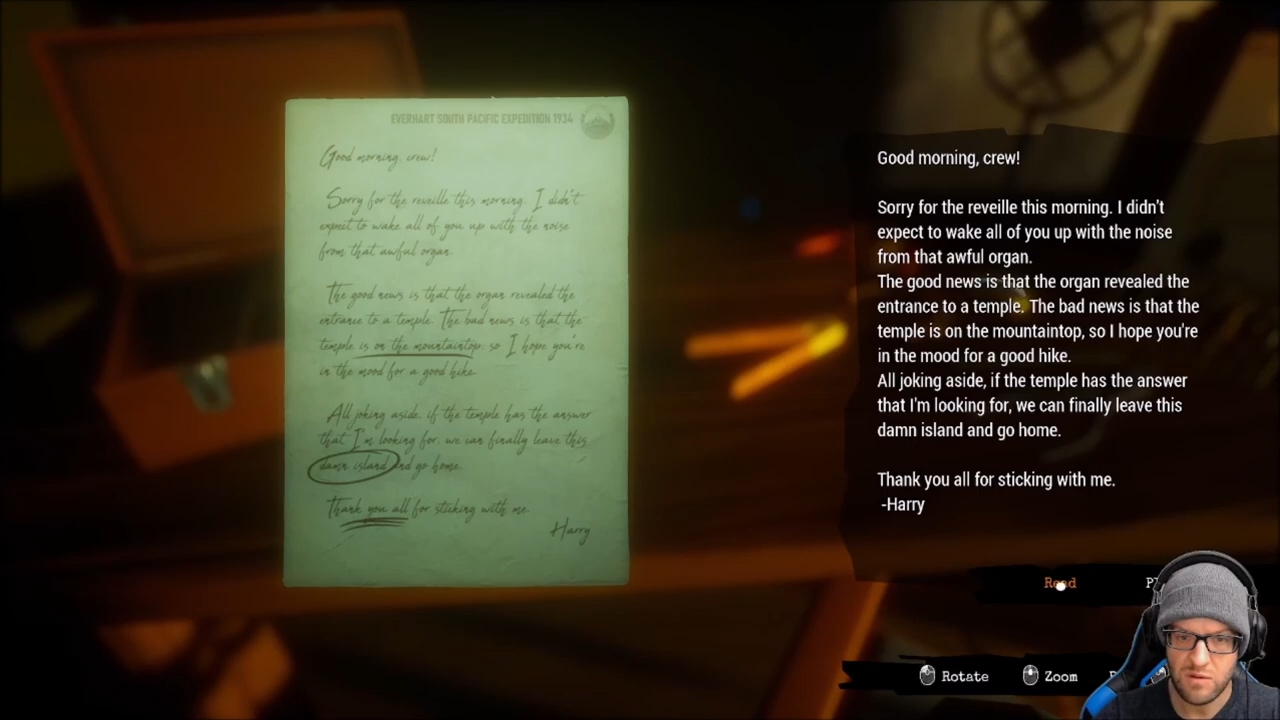 EVERHART SOUTH PACIFIC EXPEDITION 1934
Good morning, crew!
Sorry for the reveille this morning. I didn't
expect to wake all of you up with the noise
from that awful organ.
The good news is that the organ revealed the
entrance to a temple. The bad news is that the
temple is on the mountaintop, so I hope you're
in the mood for a good hike.
All joking aside, if the temple has the answer
that I'm looking for, we can finally leave this
damn island and go home.
Thank you all for sticking with me.
Harry
Good morning, crew!
Sorry for the reveille this morning. I didn't
expect to wake all of you up with the noise
from that awful organ.
The good news is that the organ revealed the
entrance to a temple. The bad news is that the
temple is on the mountaintop, so I hope you're
in the mood for a good hike.
All joking aside, if the temple has the answer
that I'm looking for, we can finally leave this
damn island and go home.
Thank you all for sticking with me.
-Harry
Read
Rotate
Zoom